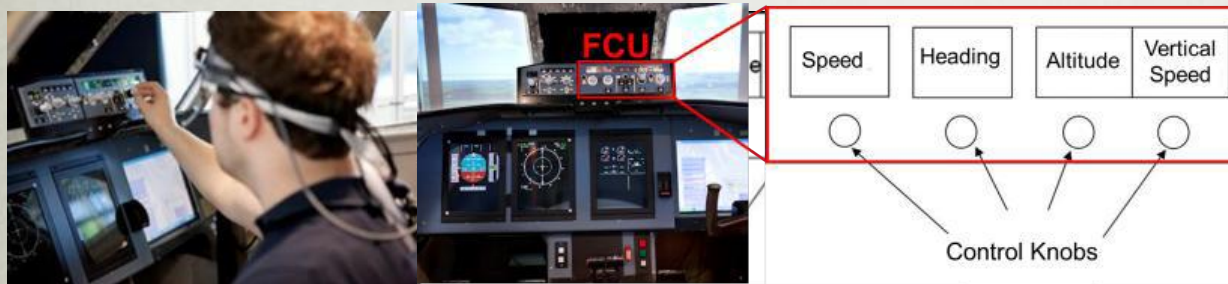 FCU
Speed
Heading
Altitude
Vertical
Speed
Control Knobs